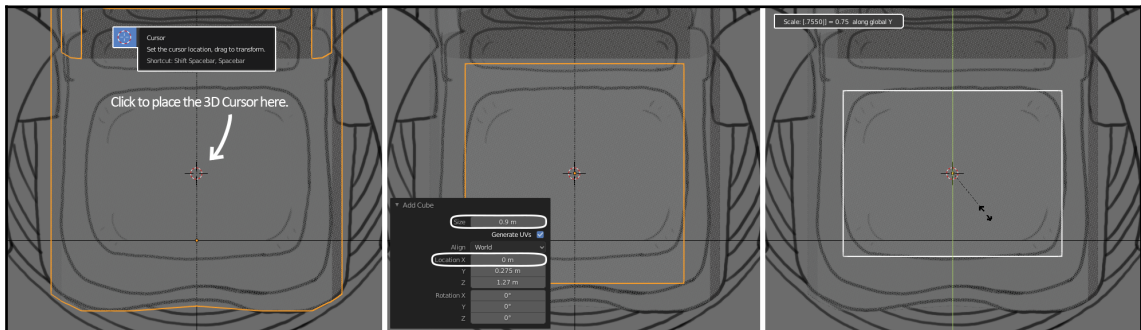 Cursor
Set the cursor location, drag to transform.
Shortcut: Shift Spacebar, Spacebar
Click to place the 3D Cursor here.
Add Cube
Size 0.9 m
Generate UVs
Align World
Location X 0 m
Y 0.275 m
Z 1.27 m
Rotation X 0°
Y 0°
Z 0°
Scale: [.7550|] = 0.75 along global Y